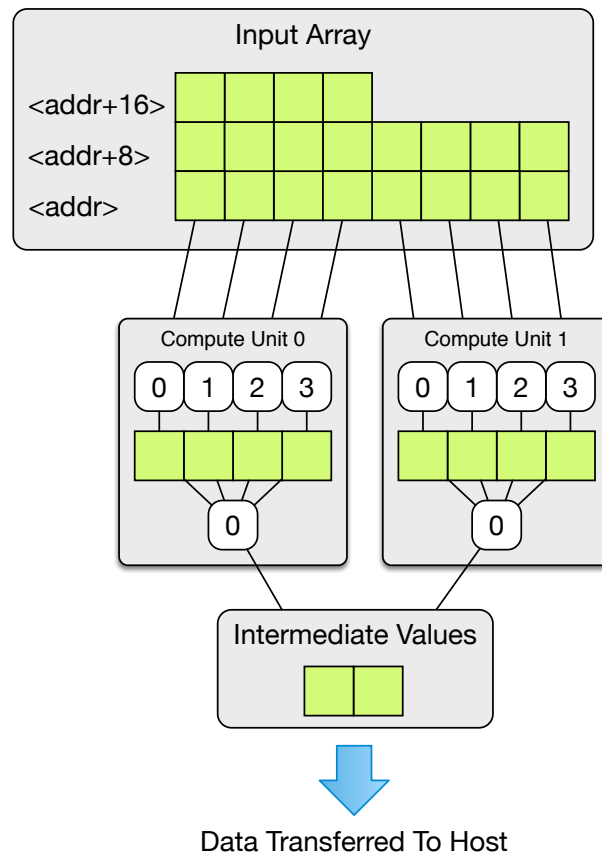 Input Array
<addr+16>
<addr+8>
<addr>
Compute Unit 0
Compute Unit 1
0 1 2 3
0 1 2 3
0
0
Intermediate Values
Data Transferred To Host